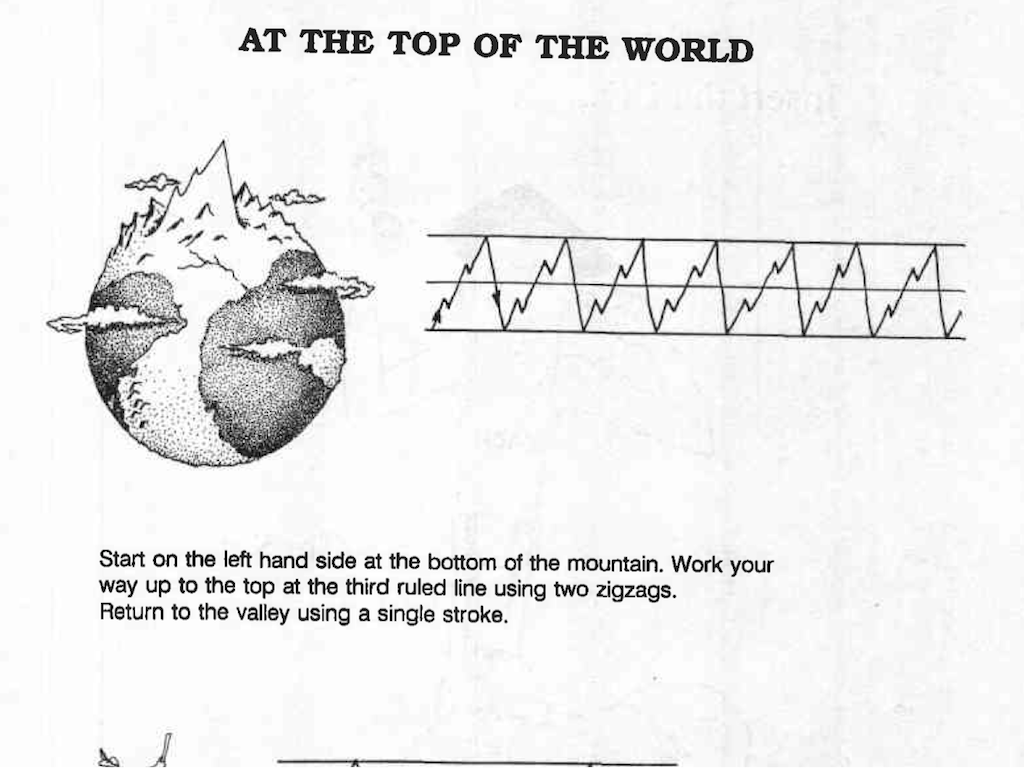 AT THE TOP OF THE WORLD
Start on the left hand side at the bottom of the mountain. Work your
way up to the top at the third ruled line using two zigzags.
Return to the valley using a single stroke.